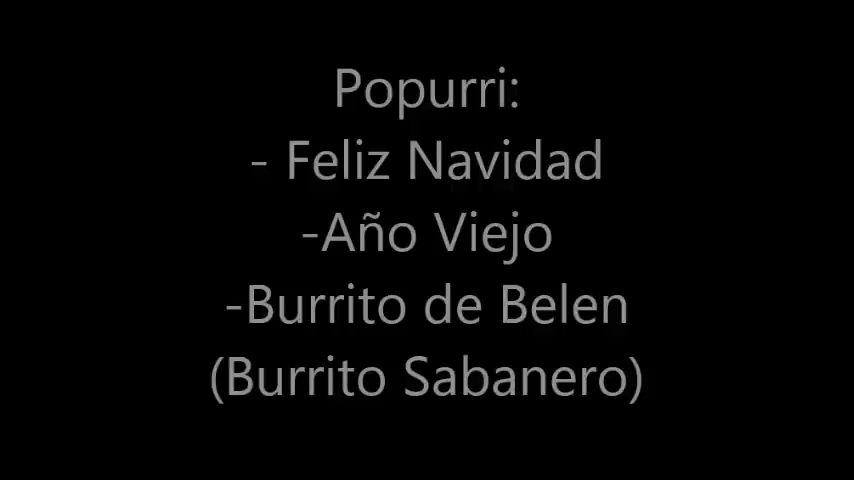 Popurri:
- Feliz Navidad
-Año Viejo
-Burrito de Belen
(Burrito Sabanero)